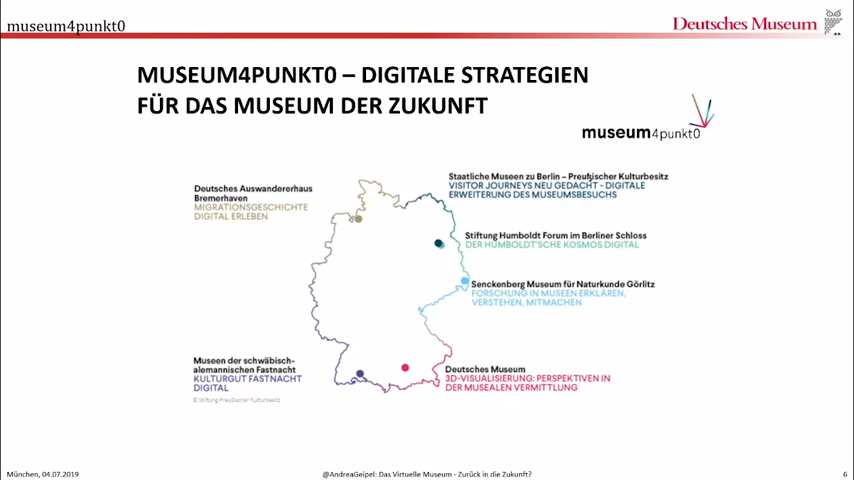 museum4punkt0
Deutsches Museum
MUSEUM4PUNKT0 – DIGITALE STRATEGIEN
FÜR DAS MUSEUM DER ZUKUNFT
museum4punkt0
Deutsches Auswandererhaus
Bremerhaven
MIGRATIONSGESCHICHTE
DIGITAL ERLEBEN
Staatliche Museen zu Berlin – Preußischer Kulturbesitz
VISITOR JOURNEYS NEU GEDACHT - DIGITALE
ERWEITERUNG DES MUSEUMSBESUCHS
Stiftung Humboldt Forum im Berliner Schloss
DER HUMBOLDT'SCHE KOSMOS DIGITAL
Senckenberg Museum für Naturkunde Görlitz
FORSCHUNG IN MUSEEN ERKLÄREN,
VERSTEHEN, MITMACHEN
Museen der schwäbisch-
alemannischen Fastnacht
KULTURGUT FASTNACHT
DIGITAL
© Stiftung Preußischer Kulturbesitz
Deutsches Museum
3D-VISUALISIERUNG: PERSPEKTIVEN IN
DER MUSEALEN VERMITTLUNG
München, 04.07.2019
@AndreaGeipel: Das Virtuelle Museum - Zurück in die Zukunft?
6